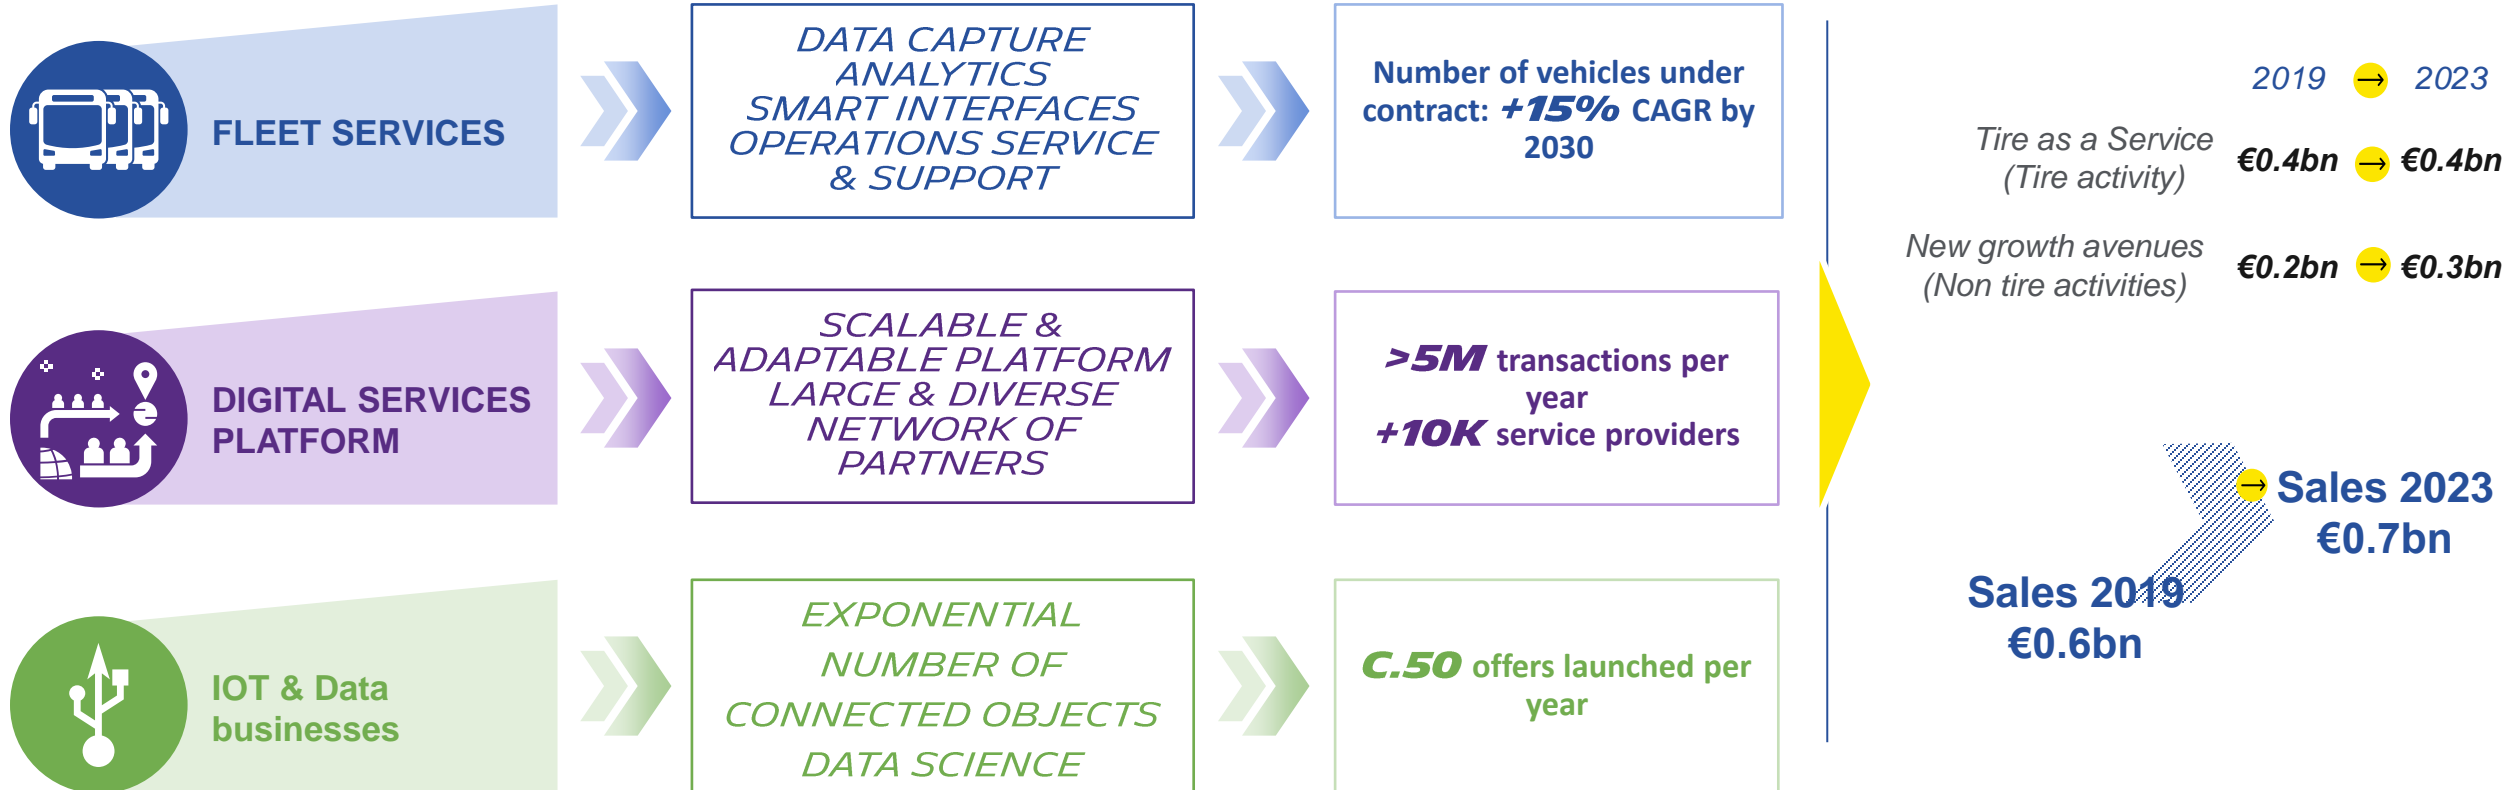 FLEET SERVICES
DATA CAPTURE
ANALYTICS
SMART INTERFACES
OPERATIONS SERVICE
& SUPPORT
Number of vehicles under
contract: +15% CAGR by
2030
DIGITAL SERVICES
PLATFORM
SCALABLE &
ADAPTABLE PLATFORM
LARGE & DIVERSE
NETWORK OF
PARTNERS
>5M transactions per
year
+10K service providers
IOT & Data
businesses
EXPONENTIAL
NUMBER OF
CONNECTED OBJECTS
DATA SCIENCE
C.50 offers launched per
year
2019 → 2023
Tire as a Service
(Tire activity)
€0.4bn → €0.4bn
New growth avenues
(Non tire activities)
€0.2bn → €0.3bn
→ Sales 2023
€0.7bn
Sales 2019
€0.6bn